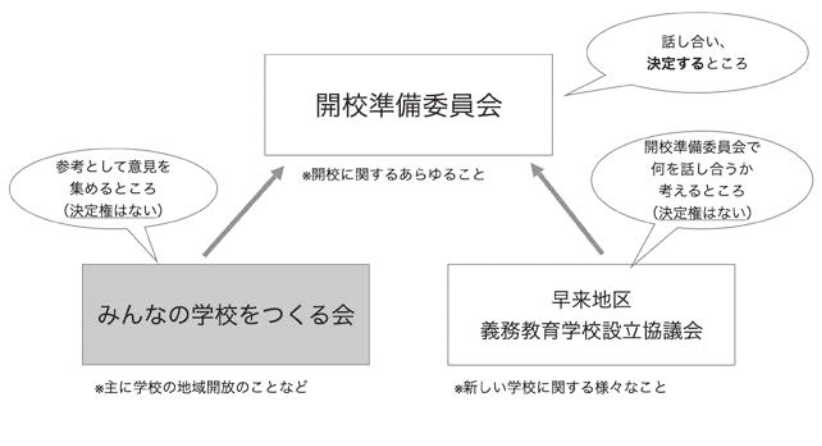 話し合い、
決定するところ
開校準備委員会
※開校に関するあらゆること
参考として意見を
集めるところ
（決定権はない）
開校準備委員会で
何を話し合うか
考えるところ
（決定権はない）
みんなの学校をつくる会
※主に学校の地域開放のことなど
早来地区
義務教育学校設立協議会
※新しい学校に関する様々なこと